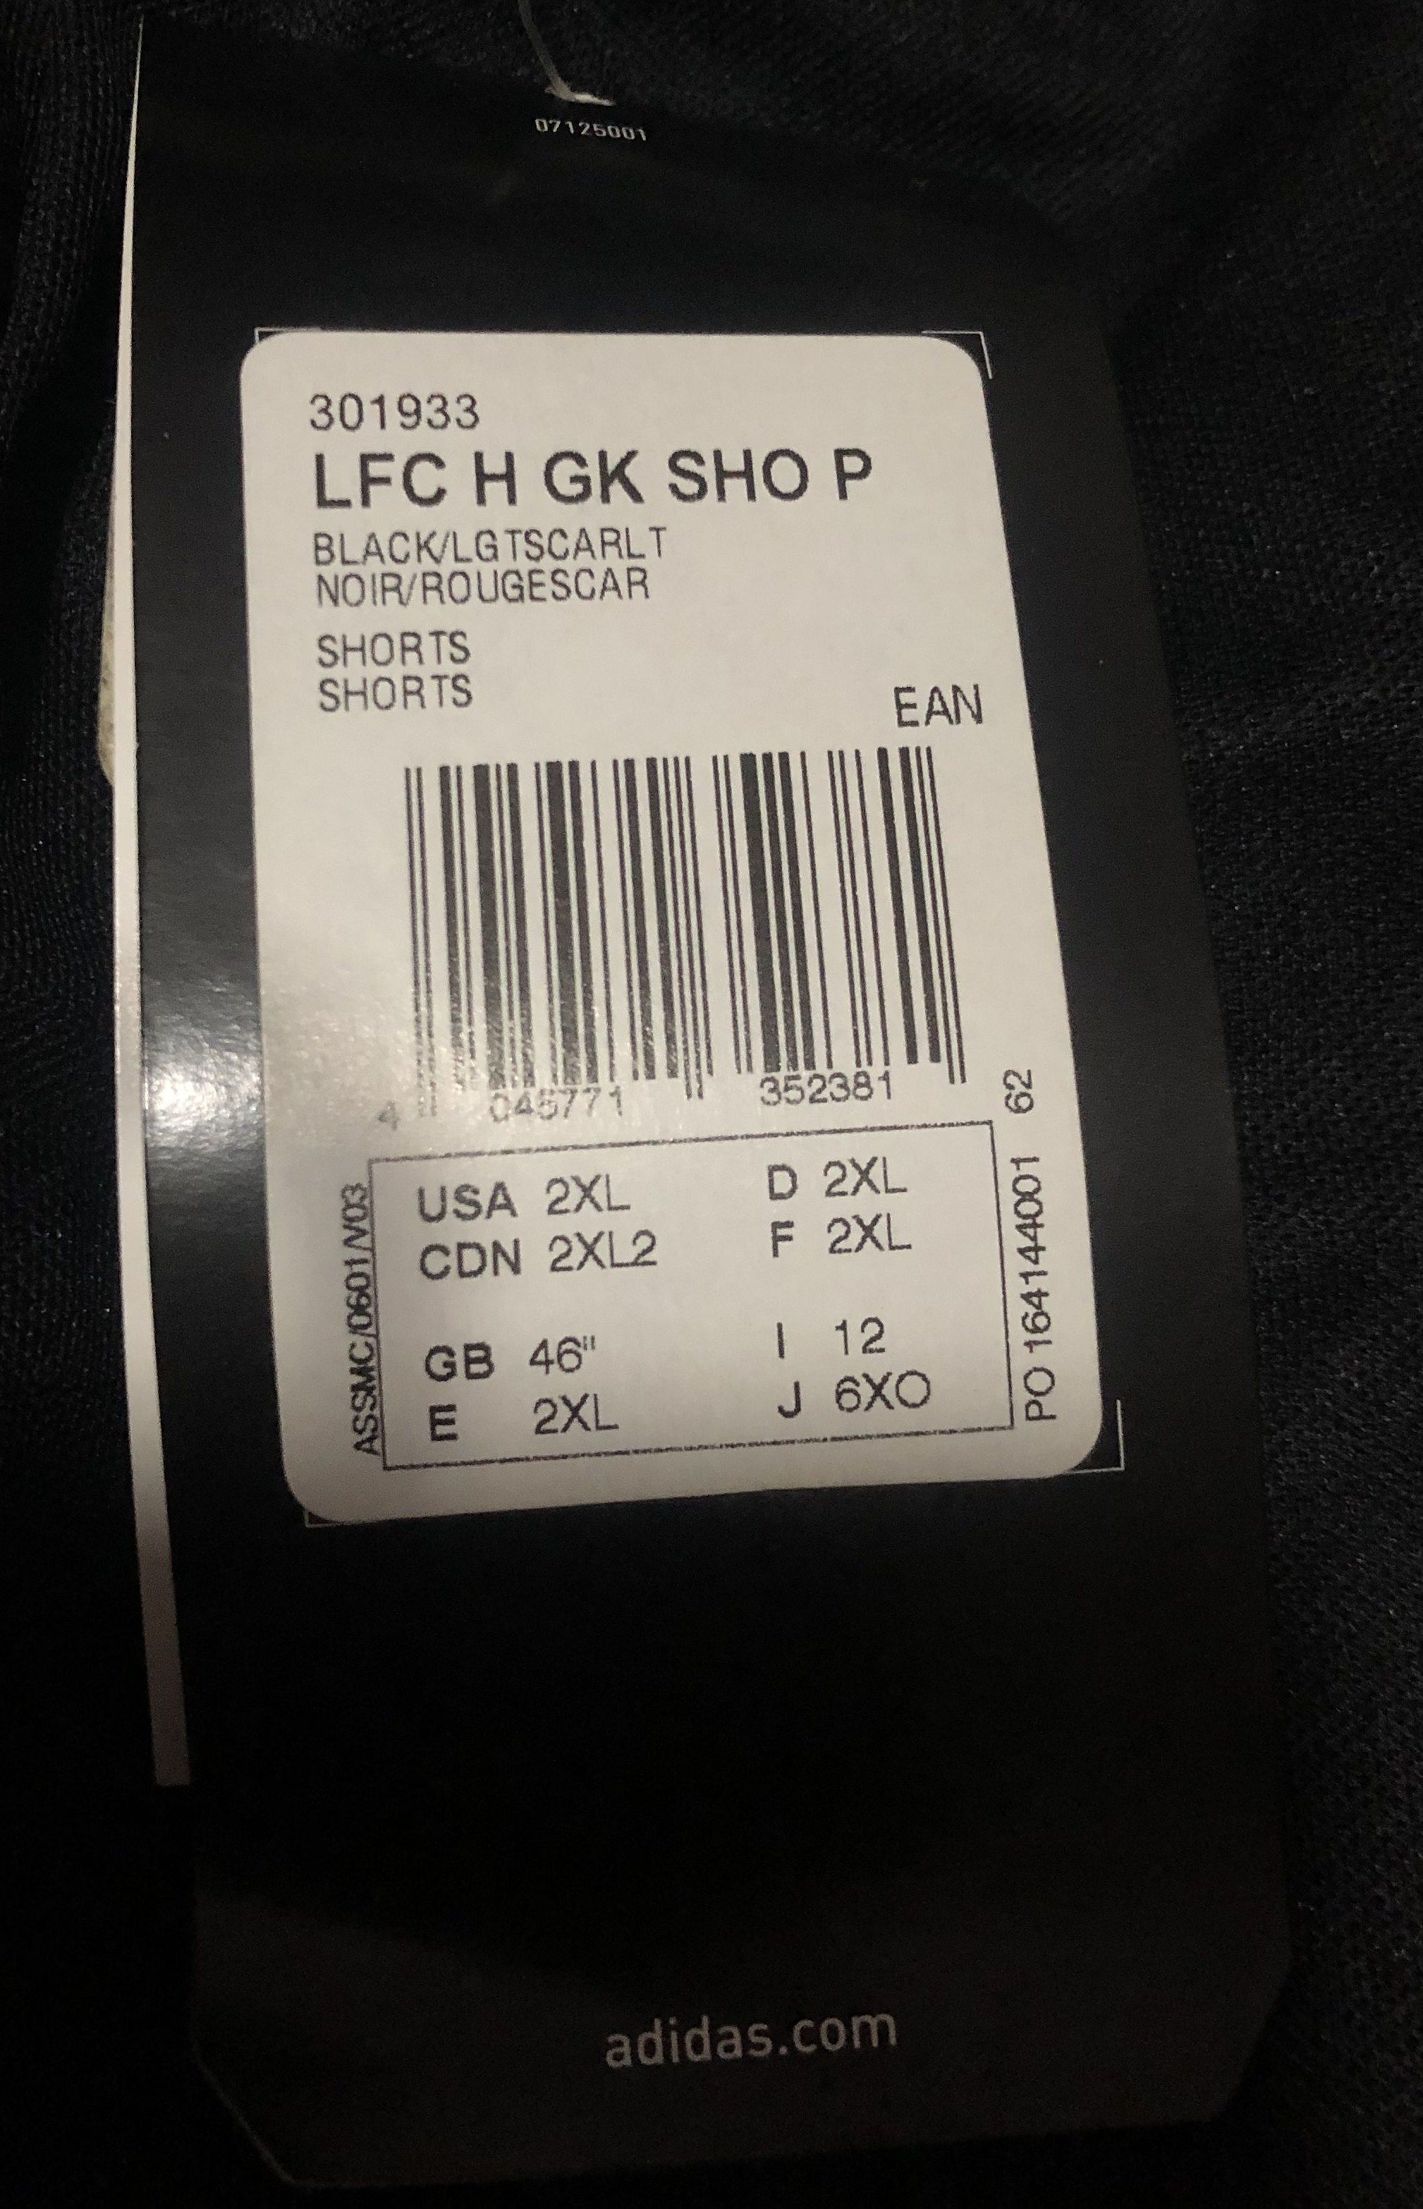 07125001
301933
LFC H GK SHO P
BLACK/LGTSCARLT
NOIR/ROUGESCAR
SHORTS
SHORTS
EAN
4 045771 352381
USA 2XL D 2XL
CDN 2XL2 F 2XL
GB 46" I 12
E 2XL J 6XO
ASSMC/0601/V03
PO 164144001 62
adidas.com